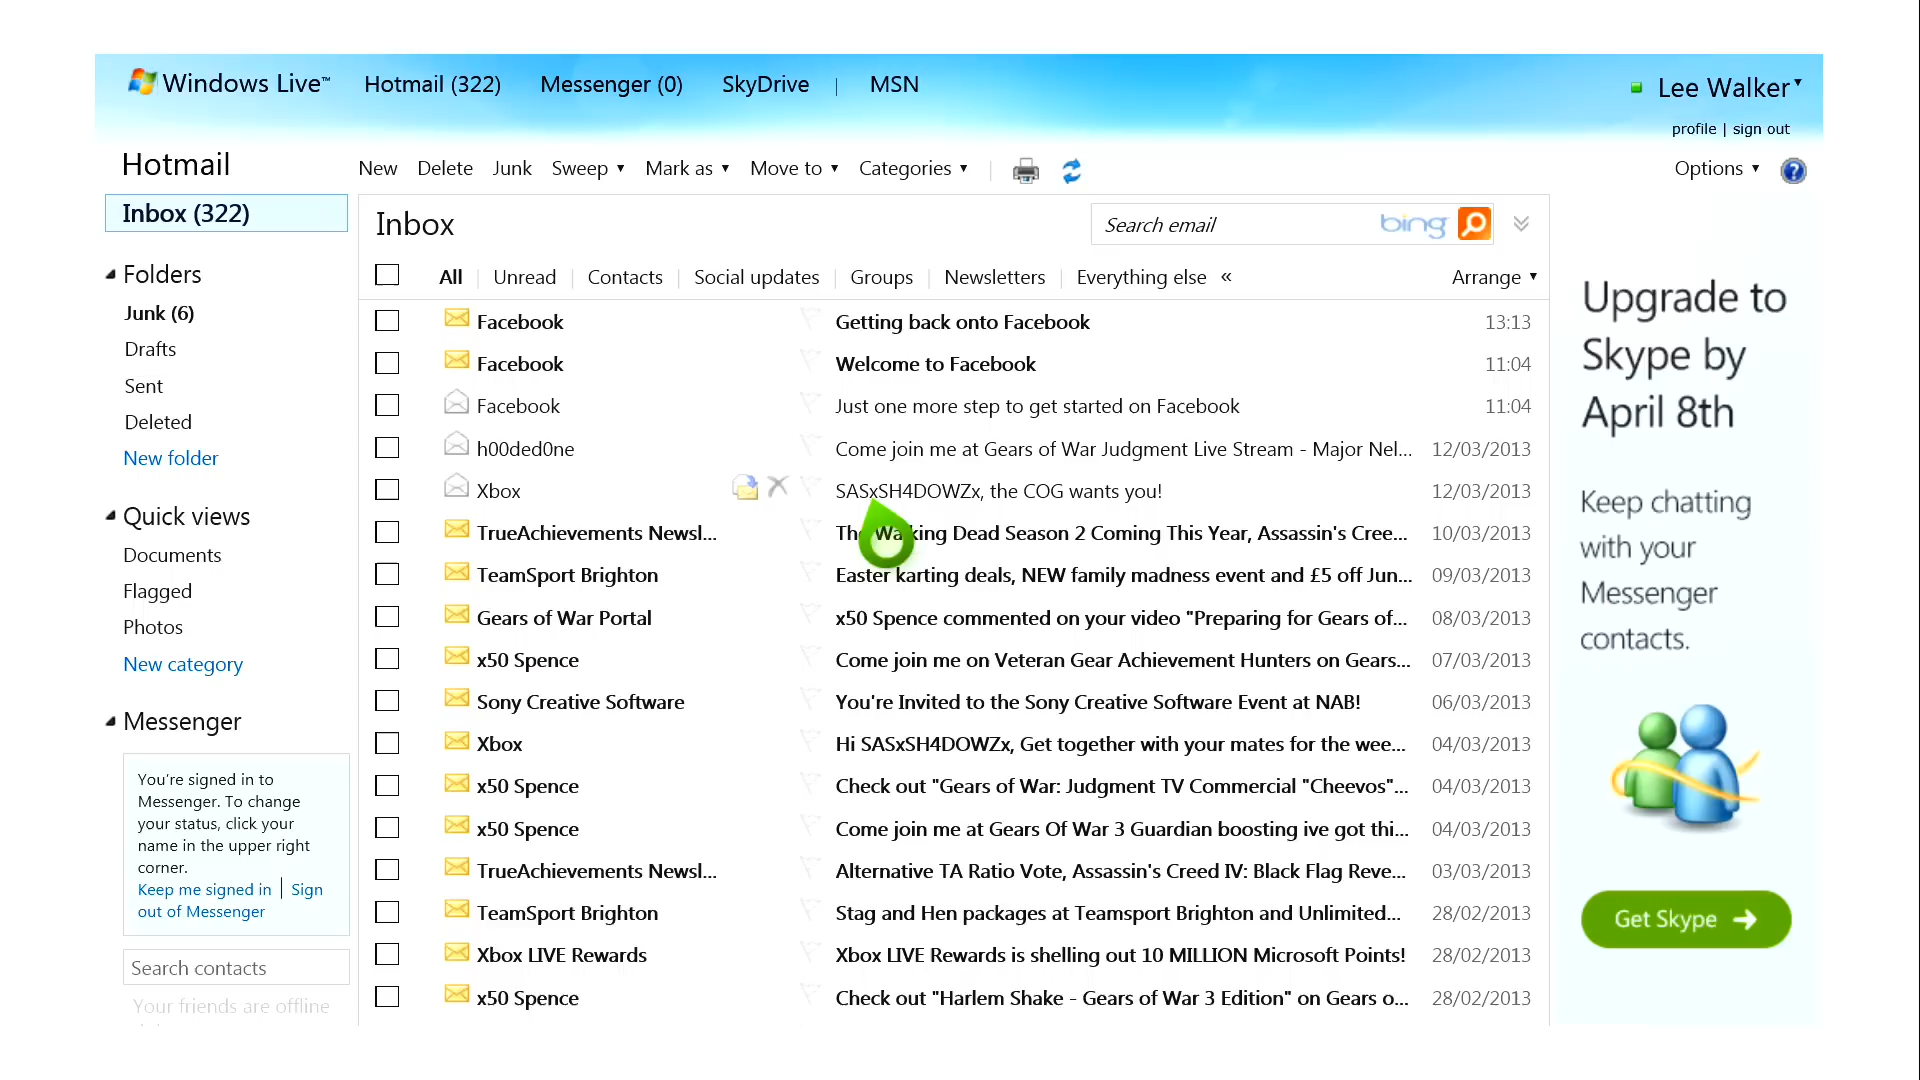 Windows Live™ Hotmail (322) Messenger (0) SkyDrive | MSN Lee Walker
profile | sign out
Hotmail
New Delete Junk Sweep Mark as Move to Categories Options
Inbox (322)
Folders
Junk (6)
Drafts
Sent
Deleted
New folder
Quick views
Documents
Flagged
Photos
New category
Messenger
You're signed in to
Messenger. To change
your status, click your
name in the upper right
corner.
Keep me signed in | Sign
out of Messenger
Search contacts
Your friends are offline
Inbox
Search email bing
All Unread Contacts Social updates Groups Newsletters Everything else « Arrange
Facebook Getting back onto Facebook 13:13
Facebook Welcome to Facebook 11:04
Facebook Just one more step to get started on Facebook 11:04
h00ded0ne Come join me at Gears of War Judgment Live Stream - Major Nel... 12/03/2013
Xbox SASxSH4DOWZx, the COG wants you! 12/03/2013
TrueAchievements Newsl... The Walking Dead Season 2 Coming This Year, Assassin's Cree... 10/03/2013
TeamSport Brighton Easter karting deals, NEW family madness event and £5 off Jun... 09/03/2013
Gears of War Portal x50 Spence commented on your video "Preparing for Gears of... 08/03/2013
x50 Spence Come join me on Veteran Gear Achievement Hunters on Gears... 07/03/2013
Sony Creative Software You're Invited to the Sony Creative Software Event at NAB! 06/03/2013
Xbox Hi SASxSH4DOWZx, Get together with your mates for the wee... 04/03/2013
x50 Spence Check out "Gears of War: Judgment TV Commercial "Cheevos"... 04/03/2013
x50 Spence Come join me at Gears Of War 3 Guardian boosting ive got thi... 04/03/2013
TrueAchievements Newsl... Alternative TA Ratio Vote, Assassin's Creed IV: Black Flag Reve... 03/03/2013
TeamSport Brighton Stag and Hen packages at Teamsport Brighton and Unlimited... 28/02/2013
Xbox LIVE Rewards Xbox LIVE Rewards is shelling out 10 MILLION Microsoft Points! 28/02/2013
x50 Spence Check out "Harlem Shake - Gears of War 3 Edition" on Gears o... 28/02/2013
Upgrade to
Skype by
April 8th
Keep chatting
with your
Messenger
contacts.
Get Skype